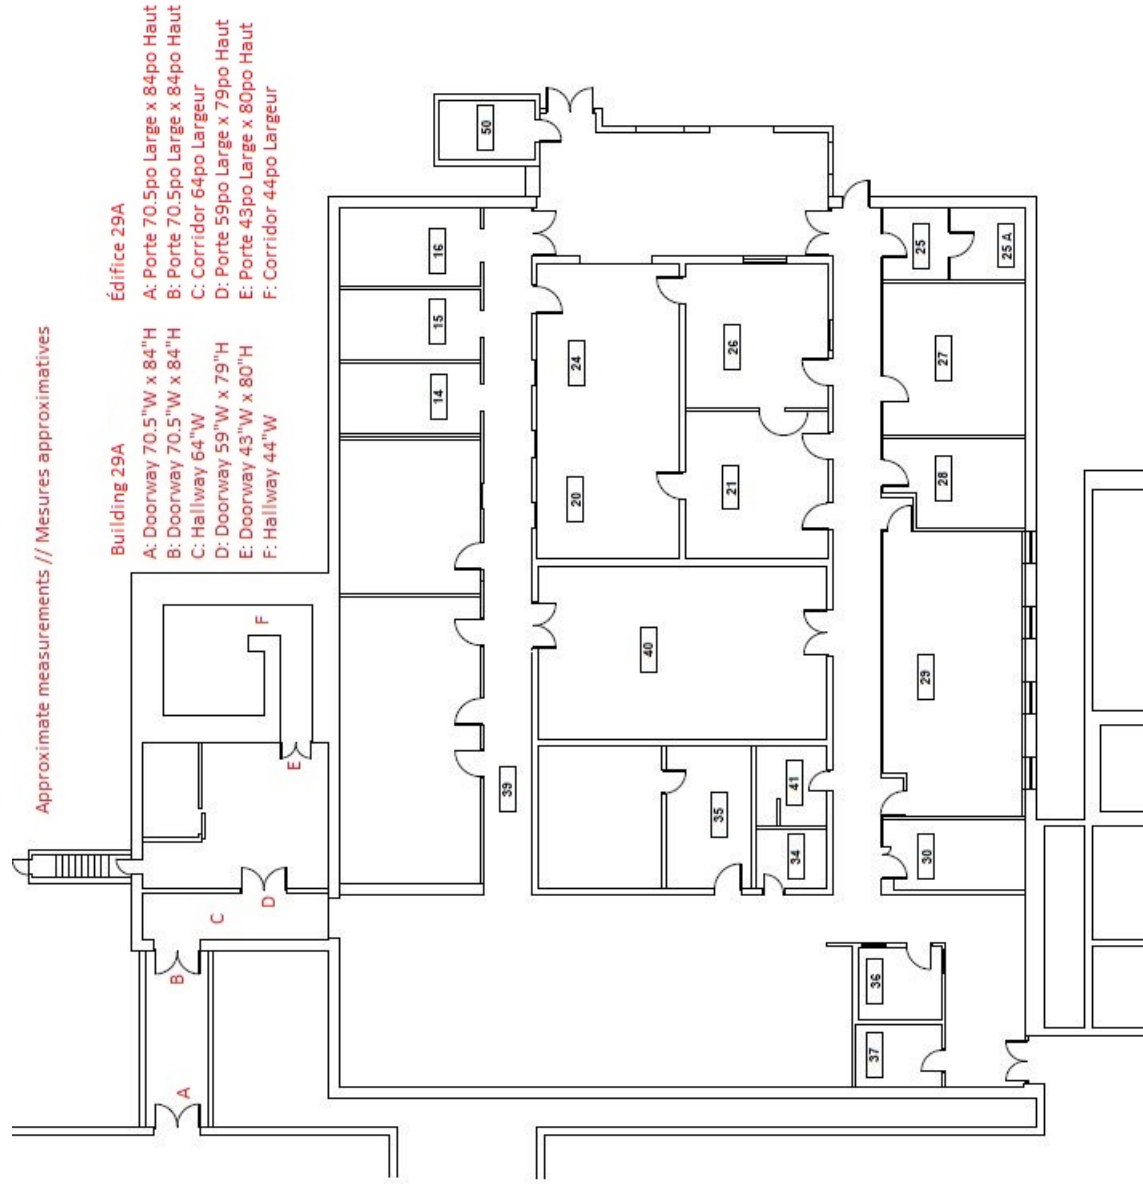 Approximate measurements // Mesures approximatives
Building 29A
A: Doorway 70.5"W x 84"H
B: Doorway 70.5"W x 84"H
C: Hallway 64"W
D: Doorway 59"W x 79"H
E: Doorway 43"W x 80"H
F: Hallway 44"W
Édifice 29A
A: Porte 70.5po Large x 84po Haut
B: Porte 70.5po Large x 84po Haut
C: Corridor 64po Largeur
D: Porte 59po Large x 79po Haut
E: Porte 43po Large x 80po Haut
F: Corridor 44po Largeur
A
B
C
D
E
F
50
16
15
14
39
24
20
26
21
40
35
41
34
25
25 A
27
28
29
30
36
37